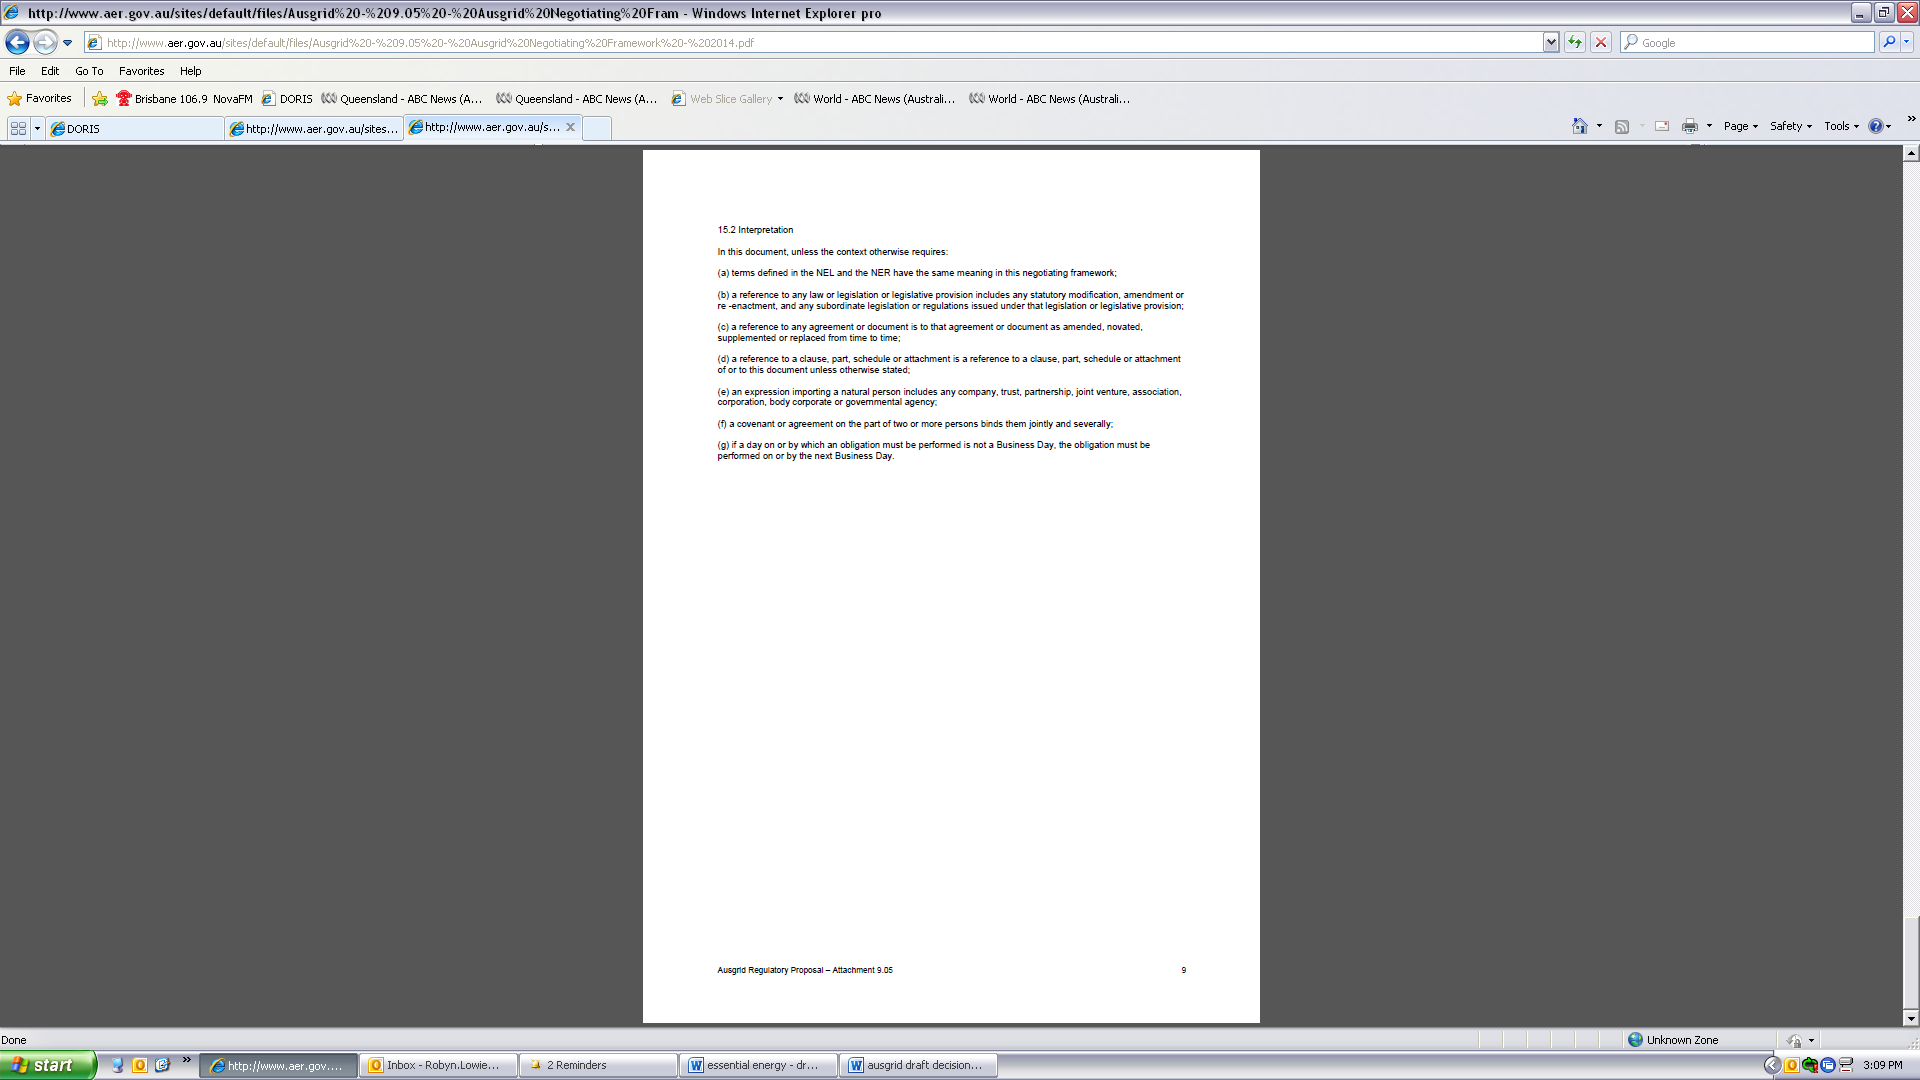 http://www.aer.gov.au/sites/default/files/Ausgrid%20-%209.05%20-%20Ausgrid%20Negotiating%20Fram - Windows Internet Explorer pro
http://www.aer.gov.au/sites/default/files/Ausgrid%20-%209.05%20-%20Ausgrid%20Negotiating%20Framework%20-%202014.pdf
Google
File Edit Go To Favorites Help
Favorites Brisbane 106.9 NovaFM DORIS Queensland - ABC News (A... Queensland - ABC News (A... Web Slice Gallery World - ABC News (Australi... World - ABC News (Australi...
DORIS http://www.aer.gov.au/sites... http://www.aer.gov.au/s... Page Safety Tools
15.2 Interpretation
In this document, unless the context otherwise requires:
(a) terms defined in the NEL and the NER have the same meaning in this negotiating framework;
(b) a reference to any law or legislation or legislative provision includes any statutory modification, amendment or
re -enactment, and any subordinate legislation or regulations issued under that legislation or legislative provision;
(c) a reference to any agreement or document is to that agreement or document as amended, novated,
supplemented or replaced from time to time;
(d) a reference to a clause, part, schedule or attachment is a reference to a clause, part, schedule or attachment
of or to this document unless otherwise stated;
(e) an expression importing a natural person includes any company, trust, partnership, joint venture, association,
corporation, body corporate or governmental agency;
(f) a covenant or agreement on the part of two or more persons binds them jointly and severally;
(g) if a day on or by which an obligation must be performed is not a Business Day, the obligation must be
performed on or by the next Business Day.
Ausgrid Regulatory Proposal – Attachment 9.05 9
Done Unknown Zone
start http://www.aer.gov.... Inbox - Robyn.Lowie... 2 Reminders essential energy - dr... ausgrid draft decision... 3:09 PM